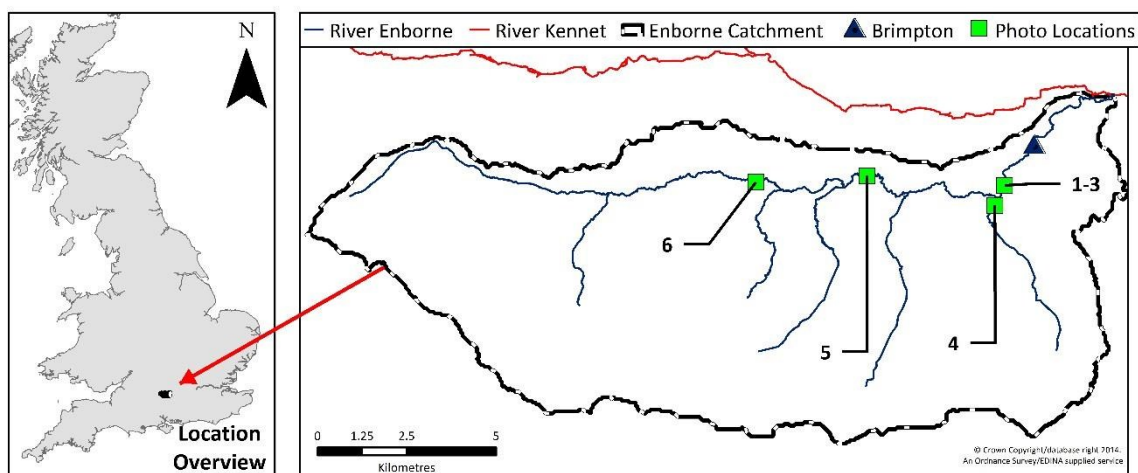 N
Location
Overview
River Enborne River Kennet Enborne Catchment Brimpton Photo Locations
1-3
6
5
4
0 1.25 2.5 5
Kilometres
© Crown Copyright/database right 2014.
An Ordnance Survey/EDINA supplied service